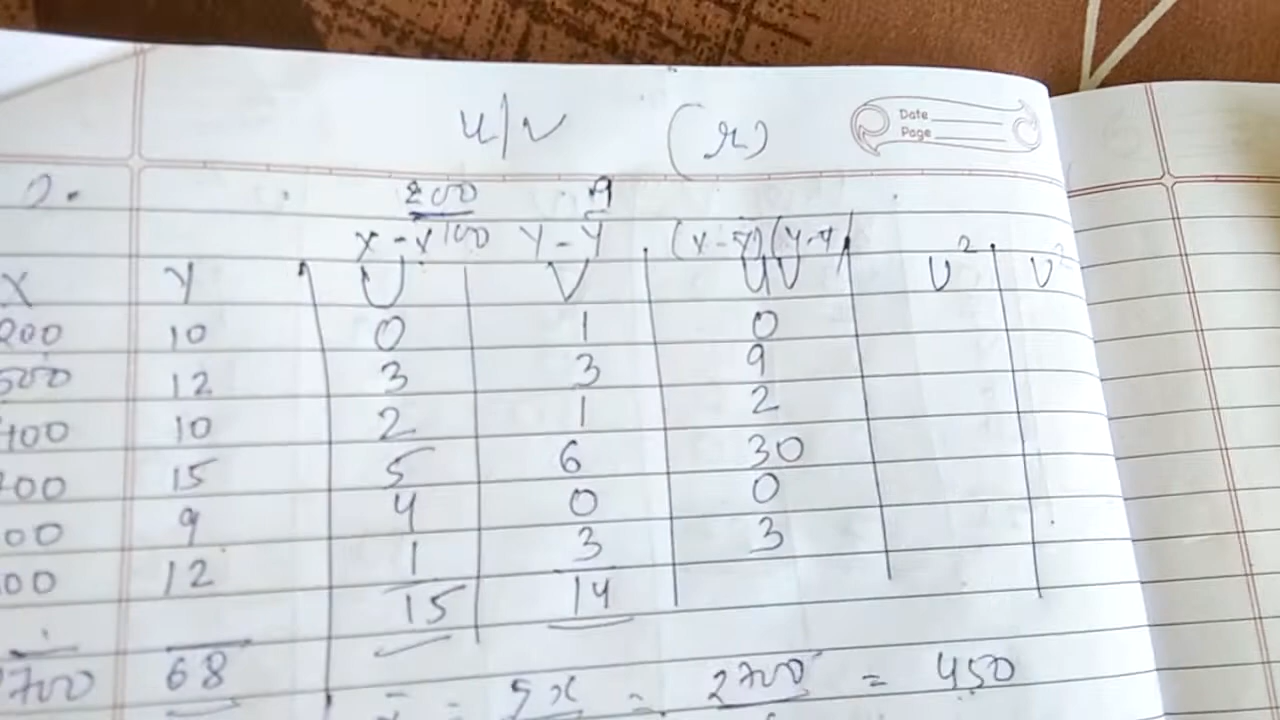 u/v (r)
Date
Page
2.
200 9
X - X 100 Y - Y (X - X)(Y - Y)
X Y U V UV U² V²
200 10 0 1 0
500 12 3 3 9
400 10 2 1 2
700 15 5 6 30
00 9 4 0 0
00 12 1 3 3
15 14
2700 68
= 2700 = 450